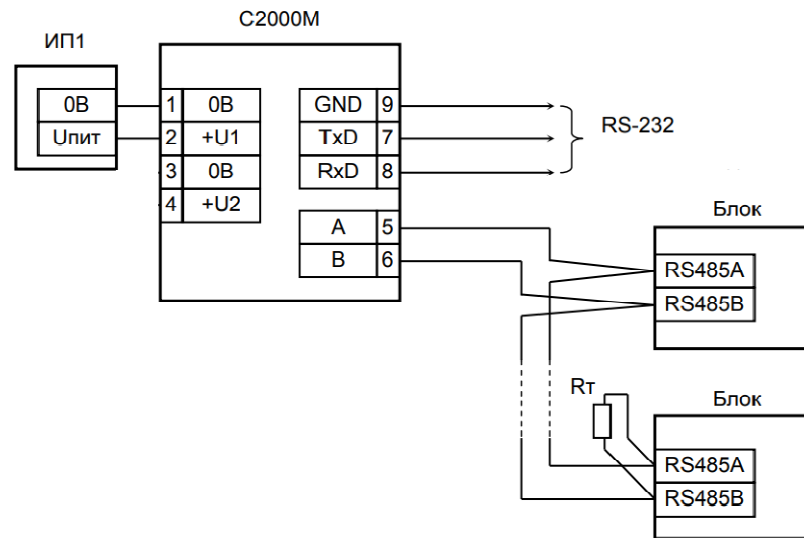 С2000М
ИП1
0В
Uпит
1 0В
2 +U1
3 0В
4 +U2
GND 9
TxD 7
RxD 8
A 5
B 6
RS-232
Блок
RS485A
RS485B
Rт
Блок
RS485A
RS485B